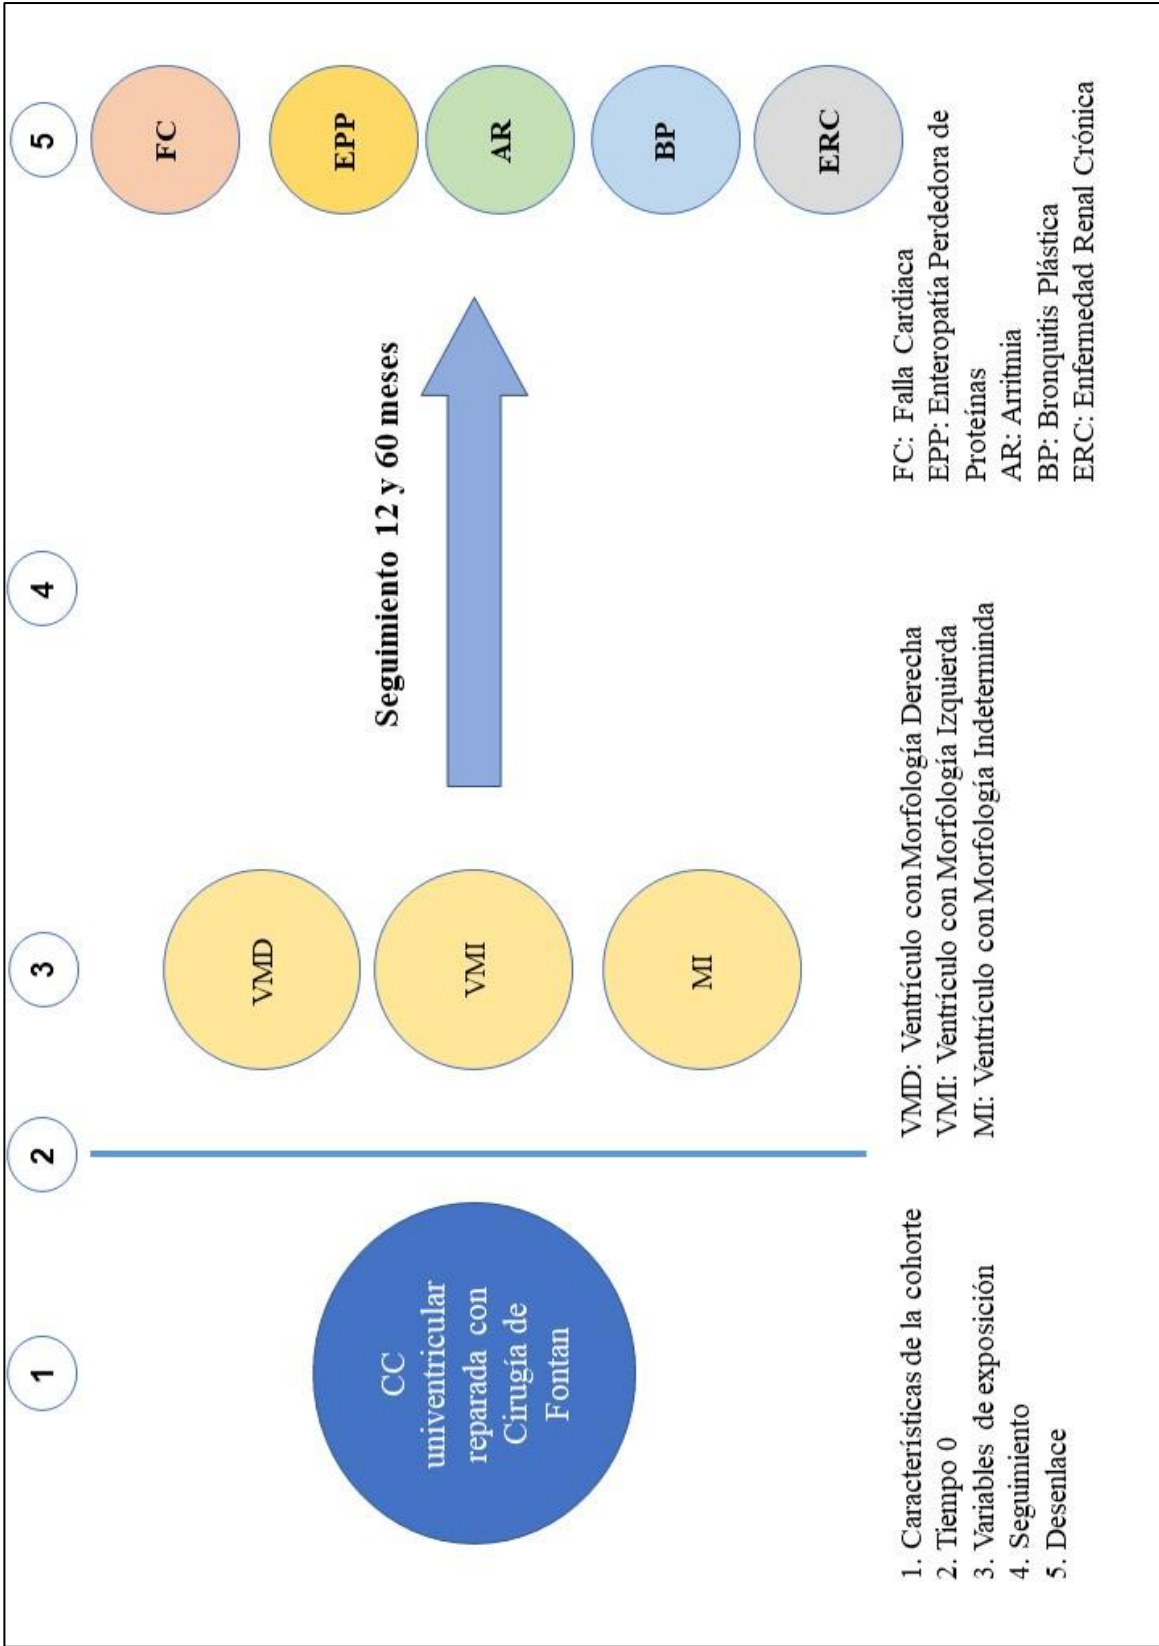 1
2
3
4
5
CC
univentricular
reparada con
Cirugía de
Fontan
VMD
VMI
MI
Seguimiento 12 y 60 meses
FC
EPP
AR
BP
ERC
1. Características de la cohorte
2. Tiempo 0
3. Variables de exposición
4. Seguimiento
5. Desenlace
VMD: Ventrículo con Morfología Derecha
VMI: Ventrículo con Morfología Izquierda
MI: Ventrículo con Morfología Indeterminda
FC: Falla Cardiaca
EPP: Enteropatía Perdedora de
Proteínas
AR: Arritmia
BP: Bronquitis Plástica
ERC: Enfermedad Renal Crónica